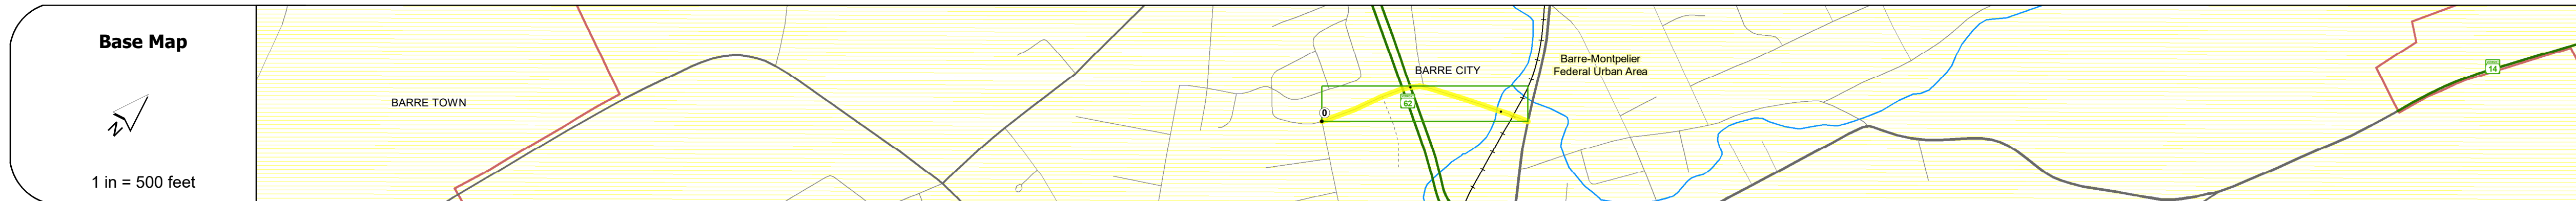 Base Map
N
1 in = 500 feet
BARRE TOWN
0
62
BARRE CITY
Barre-Montpelier
Federal Urban Area
14